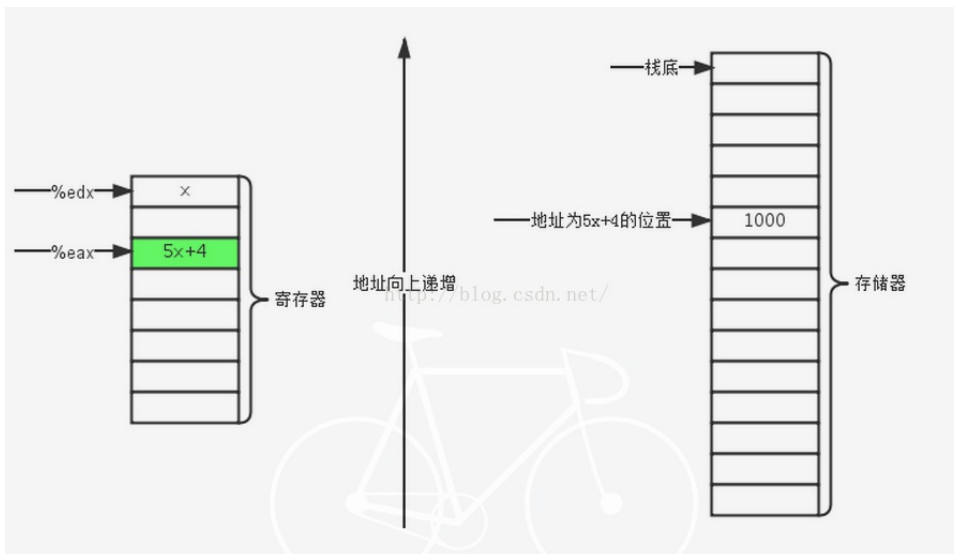 栈底
%edx
x
地址为5x+4的位置
1000
%eax
5x+4
地址向上递增
http://blog.csdn.net/
寄存器
存储器